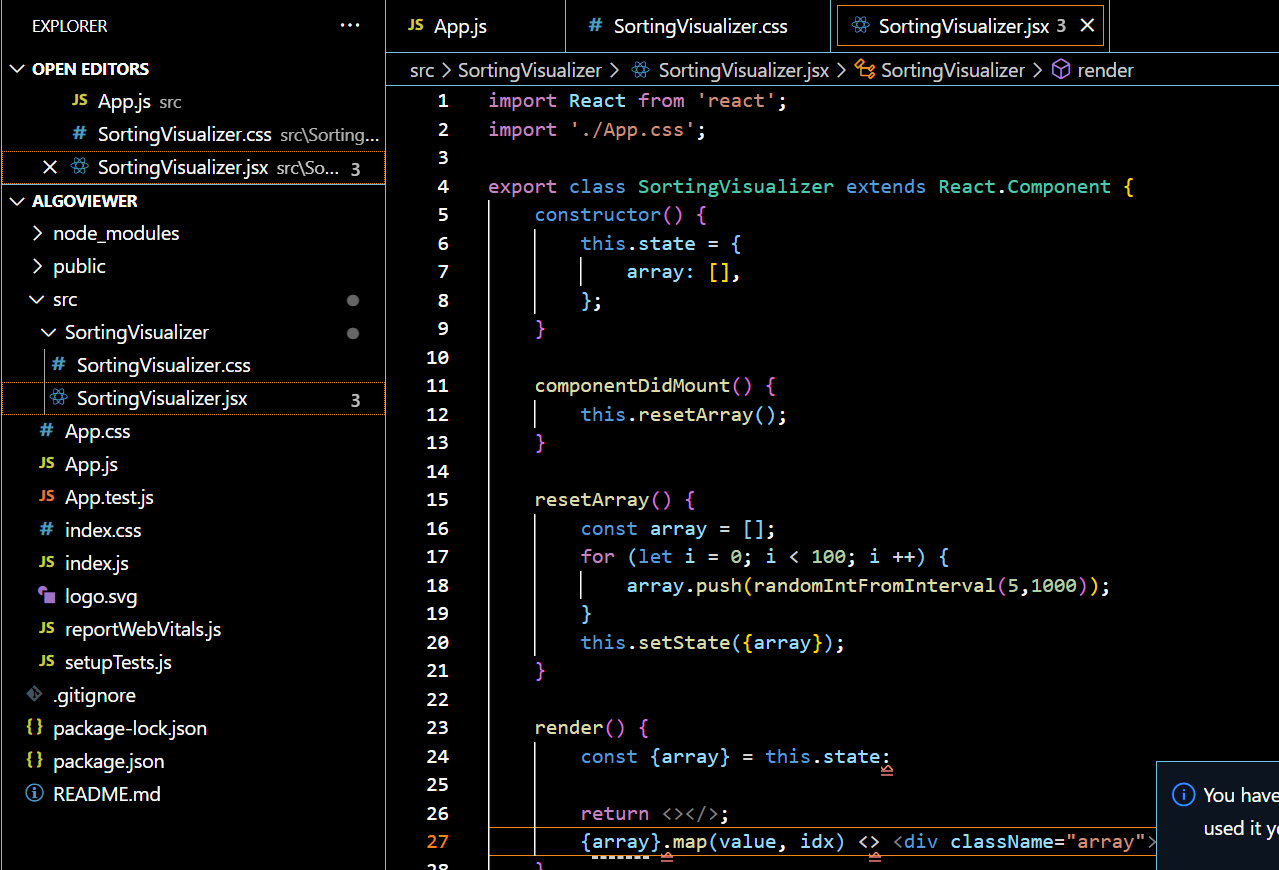 EXPLORER ...
OPEN EDITORS
JS App.js src
# SortingVisualizer.css src\Sorting...
SortingVisualizer.jsx src\So... 3
ALGOVIEWER
node_modules
public
src
SortingVisualizer
# SortingVisualizer.css
SortingVisualizer.jsx 3
# App.css
JS App.js
JS App.test.js
# index.css
JS index.js
logo.svg
JS reportWebVitals.js
JS setupTests.js
.gitignore
{} package-lock.json
{} package.json
README.md
JS App.js
# SortingVisualizer.css
SortingVisualizer.jsx 3
src > SortingVisualizer > SortingVisualizer.jsx > SortingVisualizer > render
1 import React from 'react';
2 import './App.css';
3
4 export class SortingVisualizer extends React.Component {
5 constructor() {
6 this.state = {
7 array: [],
8 };
9 }
10
11 componentDidMount() {
12 this.resetArray();
13 }
14
15 resetArray() {
16 const array = [];
17 for (let i = 0; i < 100; i ++) {
18 array.push(randomIntFromInterval(5,1000));
19 }
20 this.setState({array});
21 }
22
23 render() {
24 const {array} = this.state:
25
26 return <></>;
27 {array}.map(value, idx) <> <div className="array">
28 }
You have
used it y